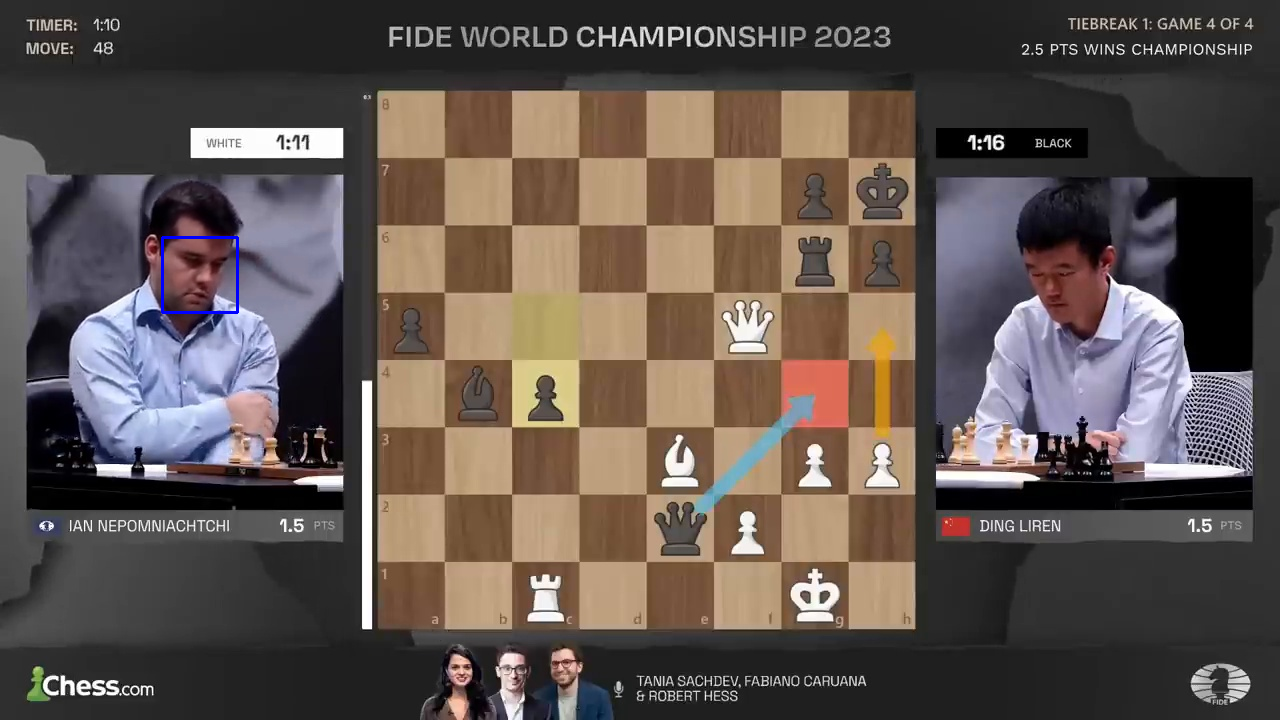 TIMER: 1:10
MOVE: 48
FIDE WORLD CHAMPIONSHIP 2023
TIEBREAK 1: GAME 4 OF 4
2.5 PTS WINS CHAMPIONSHIP
WHITE 1:11
1:16 BLACK
8
7
6
5
4
3
2
1
a b c d e f g h
IAN NEPOMNIACHTCHI 1.5 PTS
DING LIREN 1.5 PTS
Chess.com
TANIA SACHDEV, FABIANO CARUANA
& ROBERT HESS
FIDE